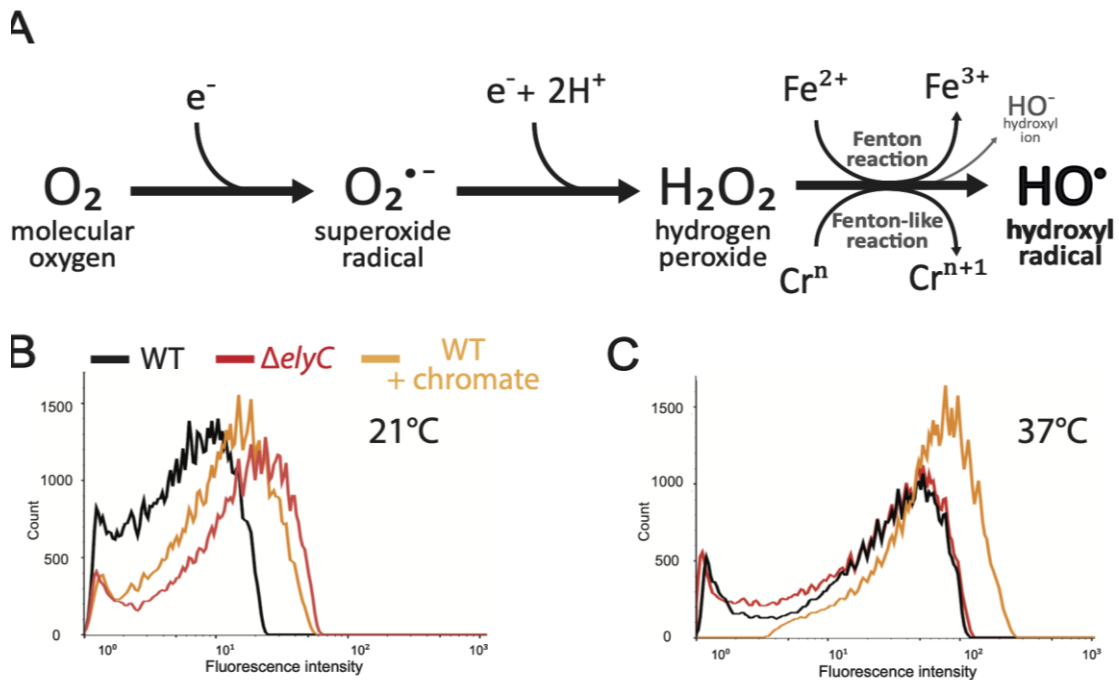 A
e⁻
e⁻+ 2H⁺
Fe²⁺
Fe³⁺
HO⁻
hydroxyl
ion
Fenton
reaction
O₂
O₂•⁻
H₂O₂
HO•
molecular
oxygen
superoxide
radical
hydrogen
peroxide
Fenton-like
reaction
hydroxyl
radical
Crⁿ
Crⁿ⁺¹
B
WT
ΔelyC
WT
+ chromate
21°C
1500
1000
500
0
Count
10⁰
10¹
10²
10³
Fluorescence intensity
C
37°C
1500
1000
500
0
Count
10⁰
10¹
10²
10³
Fluorescence intensity